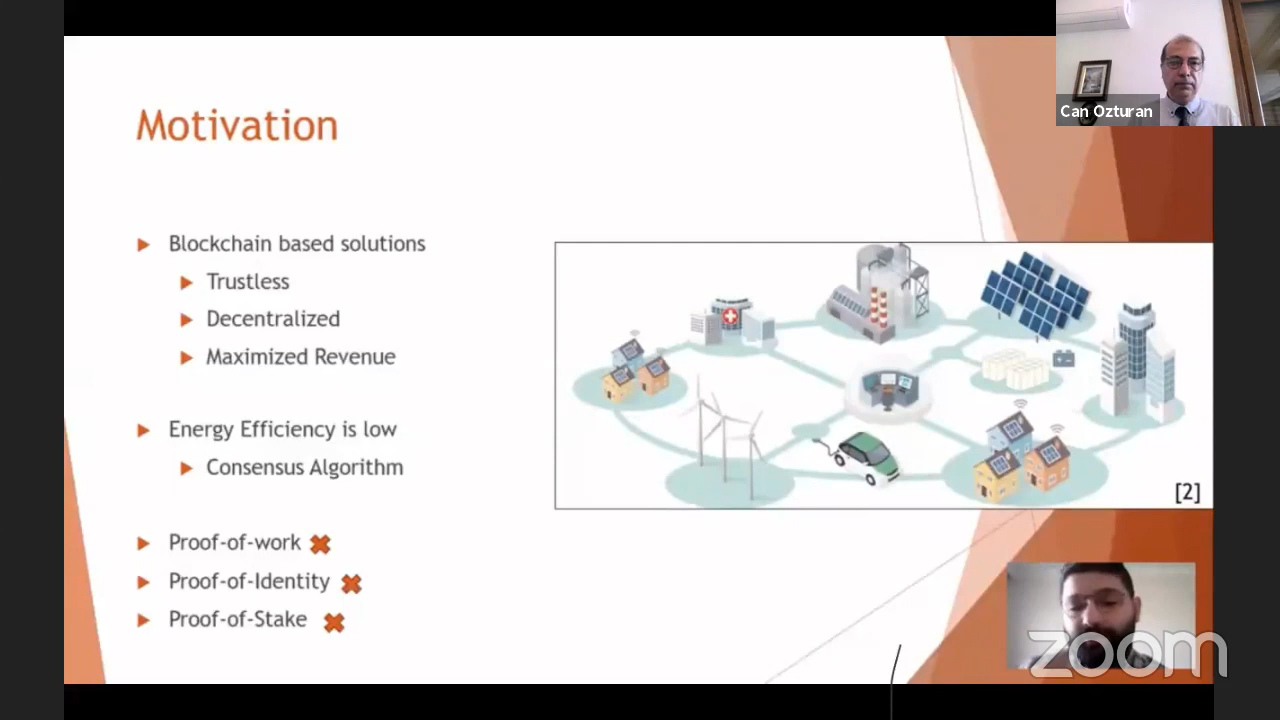 Can Ozturan
Motivation
Blockchain based solutions
Trustless
Decentralized
Maximized Revenue
Energy Efficiency is low
Consensus Algorithm
Proof-of-work
Proof-of-Identity
Proof-of-Stake
[2]
zoom